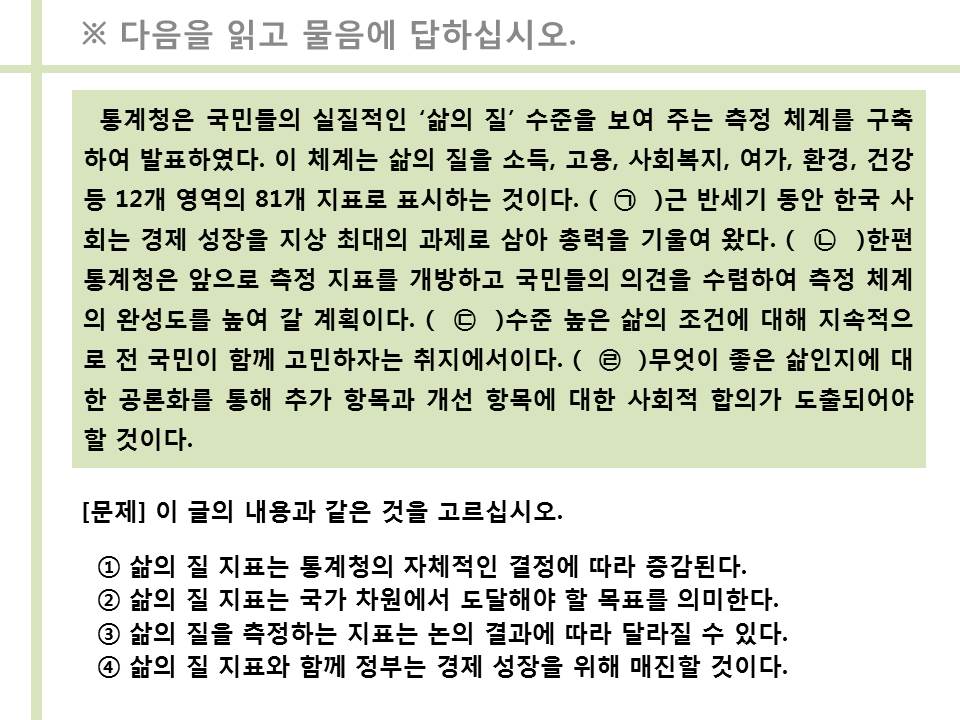 ※ 다음을 읽고 물음에 답하십시오.
통계청은 국민들의 실질적인 ‘삶의 질’ 수준을 보여 주는 측정 체계를 구축
하여 발표하였다. 이 체계는 삶의 질을 소득, 고용, 사회복지, 여가, 환경, 건강
등 12개 영역의 81개 지표로 표시하는 것이다. ( ㉠ )근 반세기 동안 한국 사
회는 경제 성장을 지상 최대의 과제로 삼아 총력을 기울여 왔다. ( ㉡ )한편
통계청은 앞으로 측정 지표를 개방하고 국민들의 의견을 수렴하여 측정 체계
의 완성도를 높여 갈 계획이다. ( ㉢ )수준 높은 삶의 조건에 대해 지속적으
로 전 국민이 함께 고민하자는 취지에서이다. ( ㉣ )무엇이 좋은 삶인지에 대
한 공론화를 통해 추가 항목과 개선 항목에 대한 사회적 합의가 도출되어야
할 것이다.
[문제] 이 글의 내용과 같은 것을 고르십시오.
① 삶의 질 지표는 통계청의 자체적인 결정에 따라 증감된다.
② 삶의 질 지표는 국가 차원에서 도달해야 할 목표를 의미한다.
③ 삶의 질을 측정하는 지표는 논의 결과에 따라 달라질 수 있다.
④ 삶의 질 지표와 함께 정부는 경제 성장을 위해 매진할 것이다.